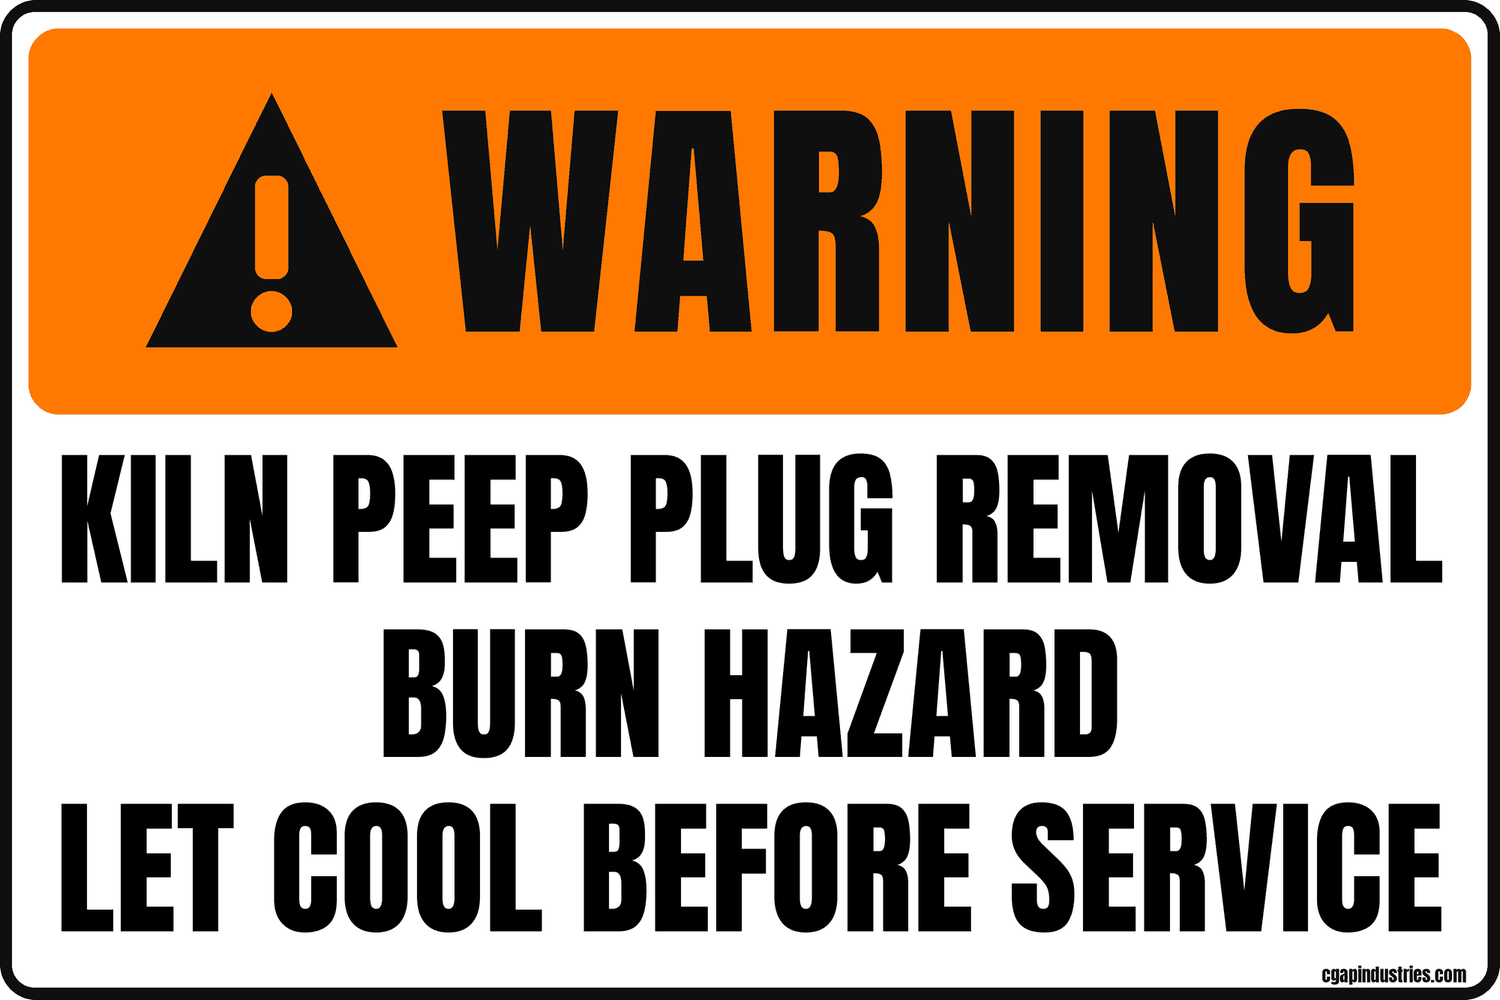 WARNING
KILN PEEP PLUG REMOVAL
BURN HAZARD
LET COOL BEFORE SERVICE
cgapindustries.com